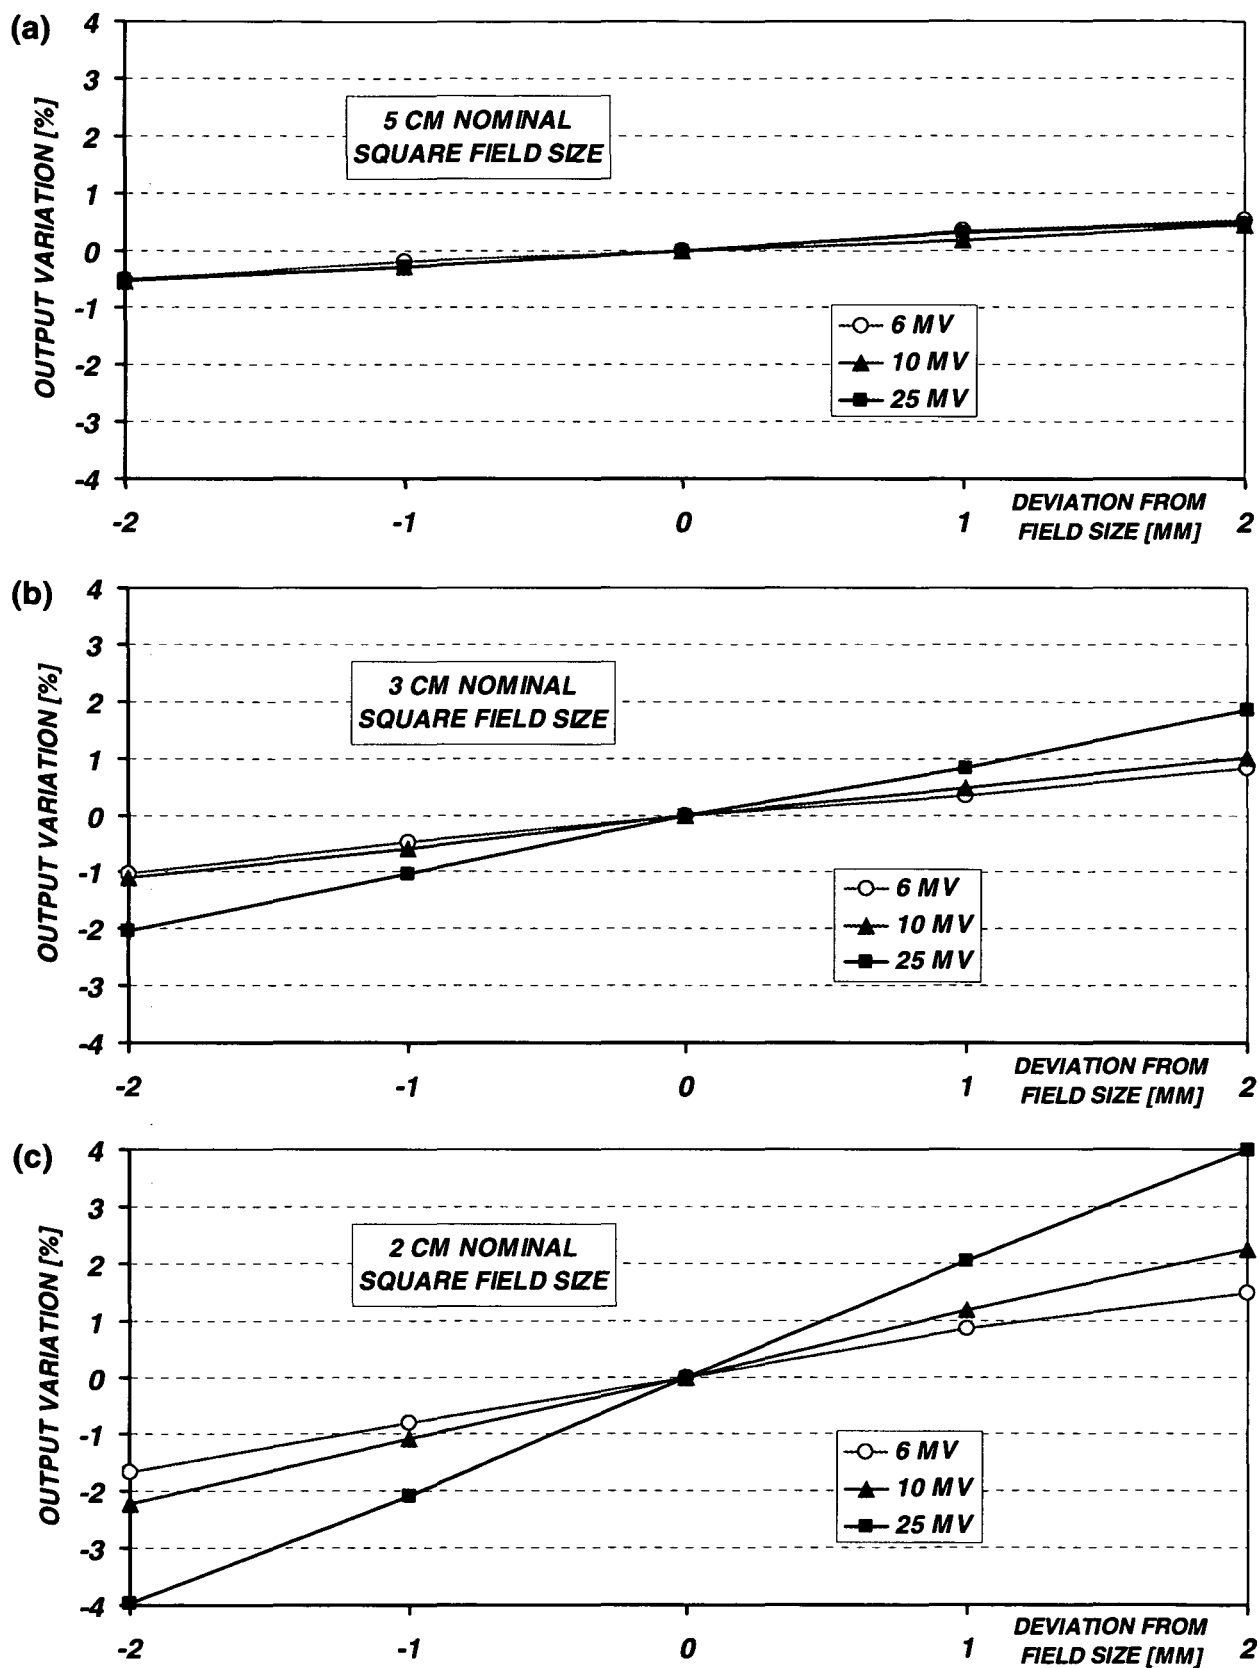 (a)
4
3
2
1
0
-1
-2
-3
-4
OUTPUT VARIATION [%]
5 CM NOMINAL
SQUARE FIELD SIZE
6 MV
10 MV
25 MV
-2
-1
0
1
2
DEVIATION FROM
FIELD SIZE [MM]
(b)
4
3
2
1
0
-1
-2
-3
-4
OUTPUT VARIATION [%]
3 CM NOMINAL
SQUARE FIELD SIZE
6 MV
10 MV
25 MV
-2
-1
0
1
2
DEVIATION FROM
FIELD SIZE [MM]
(c)
4
3
2
1
0
-1
-2
-3
-4
OUTPUT VARIATION [%]
2 CM NOMINAL
SQUARE FIELD SIZE
6 MV
10 MV
25 MV
-2
-1
0
1
2
DEVIATION FROM
FIELD SIZE [MM]